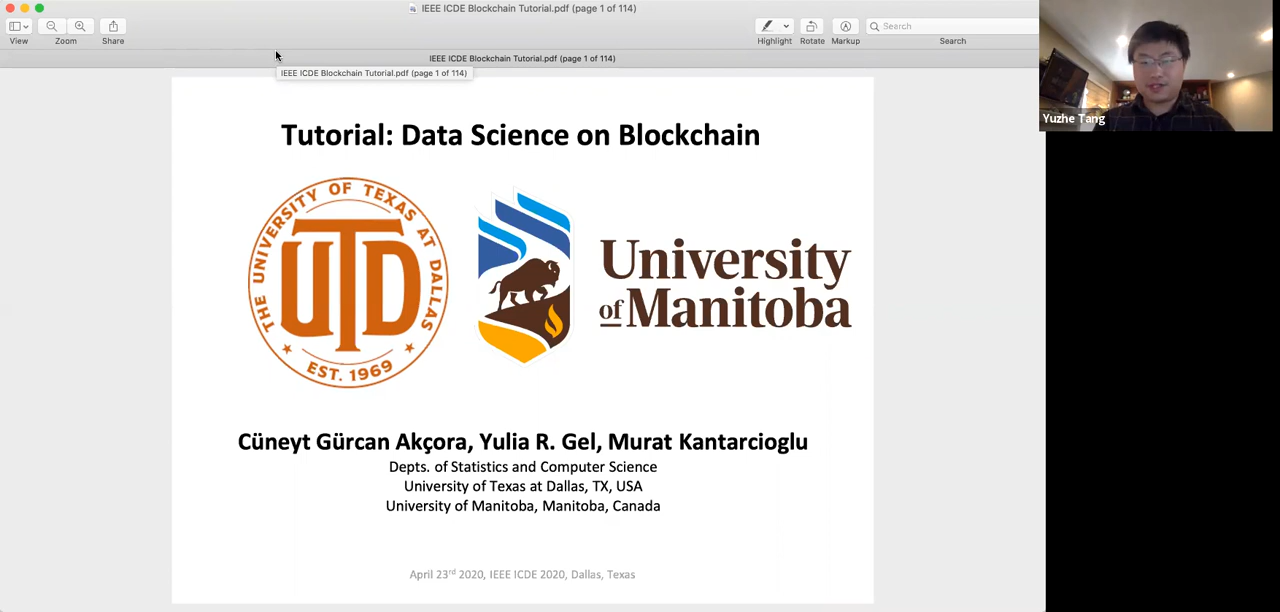 IEEE ICDE Blockchain Tutorial.pdf (page 1 of 114)
View
Zoom
Share
Highlight
Rotate
Markup
Search
Search
IEEE ICDE Blockchain Tutorial.pdf (page 1 of 114)
IEEE ICDE Blockchain Tutorial.pdf (page 1 of 114)
Yuzhe Tang
Tutorial: Data Science on Blockchain
THE UNIVERSITY OF TEXAS AT DALLAS
UTD
EST. 1969
University
of Manitoba
Cüneyt Gürcan Akçora, Yulia R. Gel, Murat Kantarcioglu
Depts. of Statistics and Computer Science
University of Texas at Dallas, TX, USA
University of Manitoba, Manitoba, Canada
April 23rd 2020, IEEE ICDE 2020, Dallas, Texas